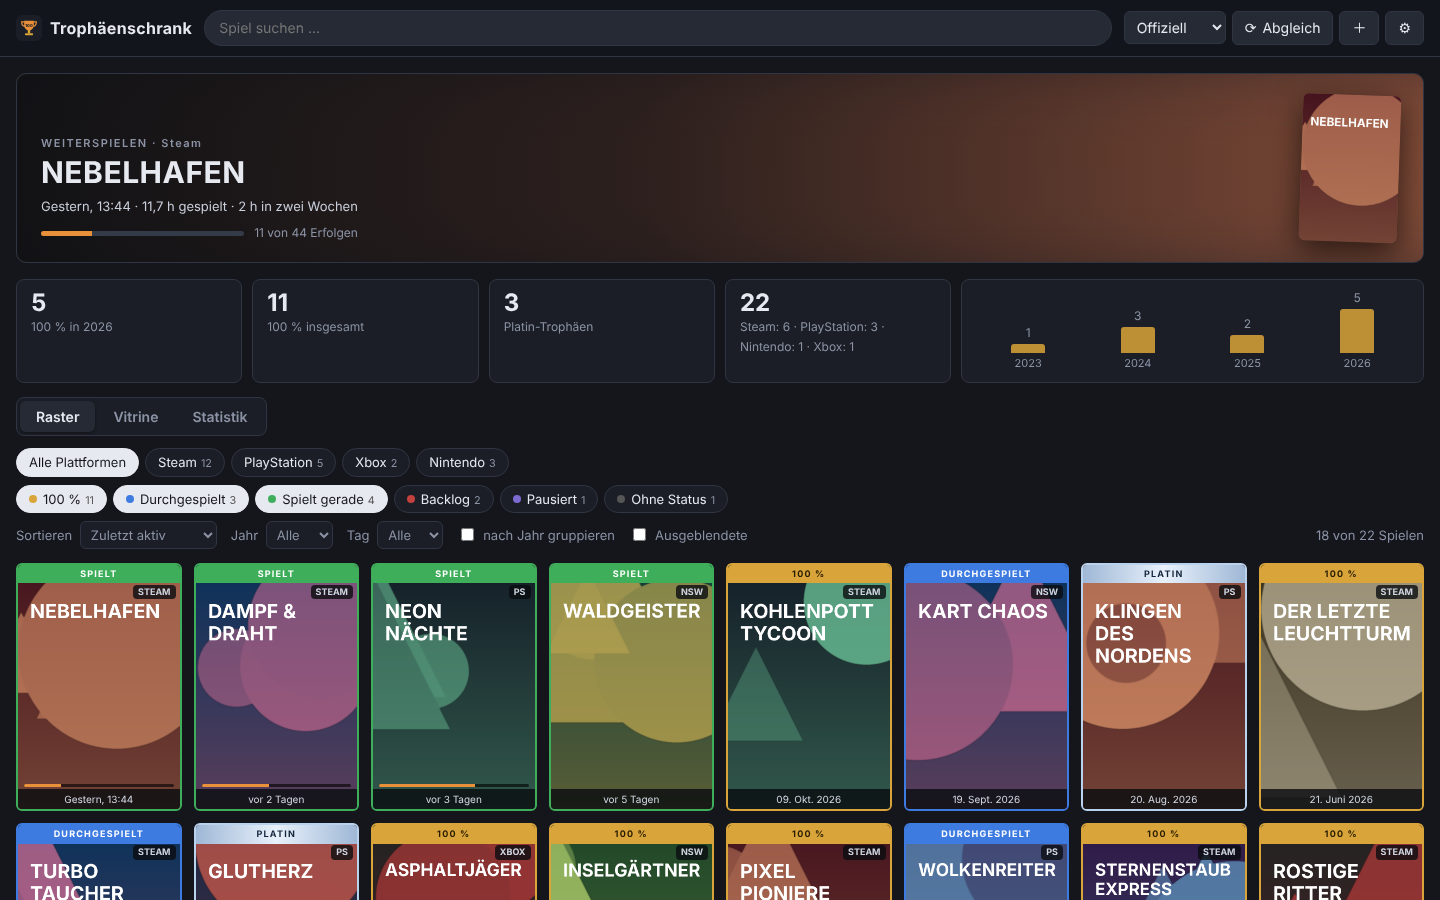 Trophäenschrank
Spiel suchen ...
Offiziell
⟳ Abgleich
+
WEITERSPIELEN · Steam
NEBELHAFEN
Gestern, 13:44 · 11,7 h gespielt · 2 h in zwei Wochen
11 von 44 Erfolgen
NEBELHAFEN
5
100 % in 2026
11
100 % insgesamt
3
Platin-Trophäen
22
Steam: 6 · PlayStation: 3 ·
Nintendo: 1 · Xbox: 1
1
3
2
5
2023
2024
2025
2026
Raster
Vitrine
Statistik
Alle Plattformen
Steam 12
PlayStation 5
Xbox 2
Nintendo 3
100 % 11
Durchgespielt 3
Spielt gerade 4
Backlog 2
Pausiert 1
Ohne Status 1
Sortieren
Zuletzt aktiv
Jahr
Alle
Tag
Alle
nach Jahr gruppieren
Ausgeblendete
18 von 22 Spielen
SPIELT
STEAM
NEBELHAFEN
Gestern, 13:44
SPIELT
STEAM
DAMPF &
DRAHT
vor 2 Tagen
SPIELT
PS
NEON
NÄCHTE
vor 3 Tagen
SPIELT
NSW
WALDGEISTER
vor 5 Tagen
100 %
STEAM
KOHLENPOTT
TYCOON
09. Okt. 2026
DURCHGESPIELT
NSW
KART CHAOS
19. Sept. 2026
PLATIN
PS
KLINGEN
DES
NORDENS
20. Aug. 2026
100 %
STEAM
DER LETZTE
LEUCHTTURM
21. Juni 2026
DURCHGESPIELT
STEAM
TURBO
TAUCHER
PLATIN
PS
GLUTHERZ
100 %
XBOX
ASPHALTJÄGER
100 %
NSW
INSELGÄRTNER
100 %
STEAM
PIXEL
PIONIERE
DURCHGESPIELT
PS
WOLKENREITER
100 %
STEAM
STERNENSTAUB
EXPRESS
100 %
STEAM
ROSTIGE
RITTER